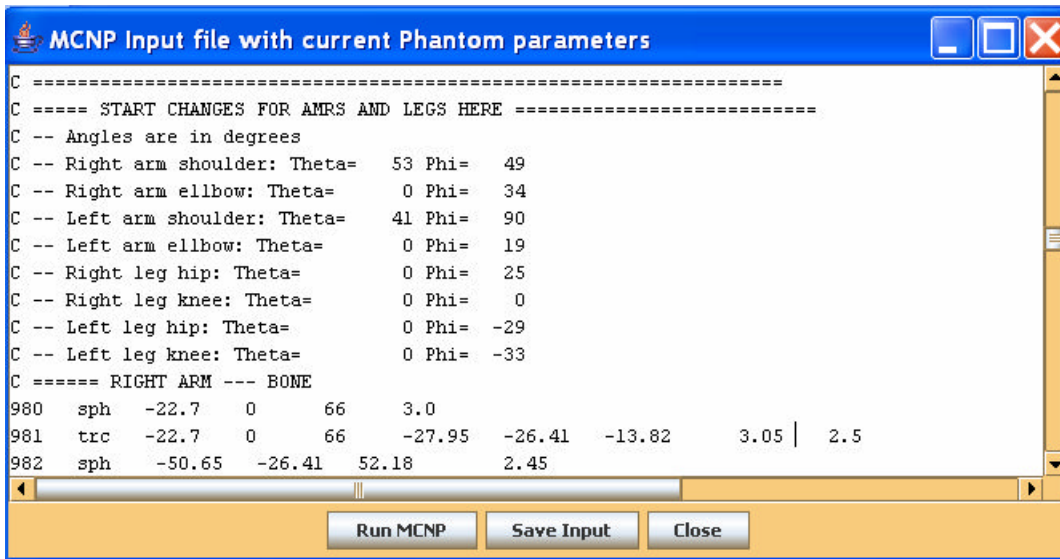 MCNP Input file with current Phantom parameters
C ===================================================================
C ===== START CHANGES FOR AMRS AND LEGS HERE ===========================
C -- Angles are in degrees
C -- Right arm shoulder: Theta= 53 Phi= 49
C -- Right arm ellbow: Theta= 0 Phi= 34
C -- Left arm shoulder: Theta= 41 Phi= 90
C -- Left arm ellbow: Theta= 0 Phi= 19
C -- Right leg hip: Theta= 0 Phi= 25
C -- Right leg knee: Theta= 0 Phi= 0
C -- Left leg hip: Theta= 0 Phi= -29
C -- Left leg knee: Theta= 0 Phi= -33
C ====== RIGHT ARM --- BONE
980 sph -22.7 0 66 3.0
981 trc -22.7 0 66 -27.95 -26.41 -13.82 3.05 2.5
982 sph -50.65 -26.41 52.18 2.45
Run MCNP Save Input Close